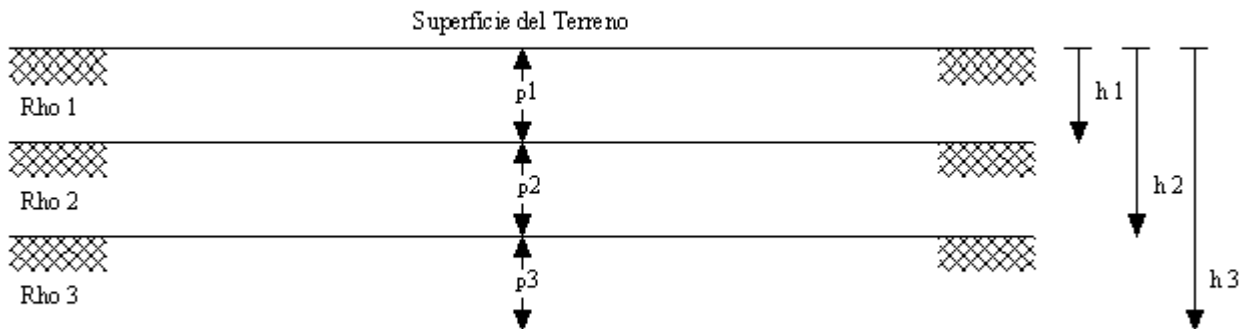 Superficie del Terreno
Rho 1
p1
h 1
Rho 2
p2
h 2
Rho 3
p3
h 3